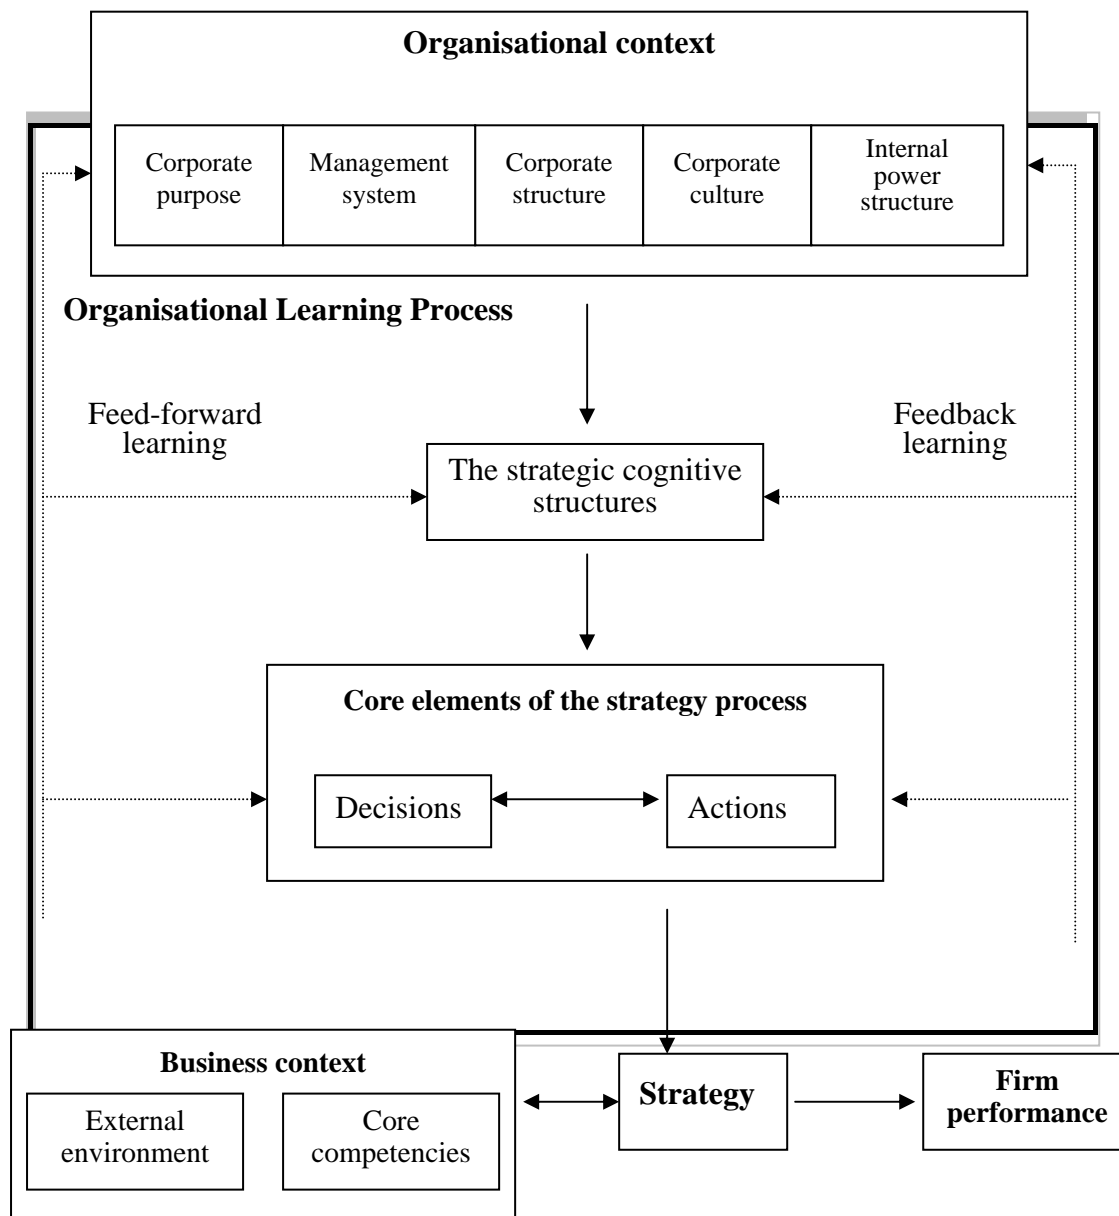 Organisational context
Corporate
purpose
Management
system
Corporate
structure
Corporate
culture
Internal
power
structure
Organisational Learning Process
Feed-forward
learning
Feedback
learning
The strategic cognitive
structures
Core elements of the strategy process
Decisions
Actions
Business context
External
environment
Core
competencies
Strategy
Firm
performance